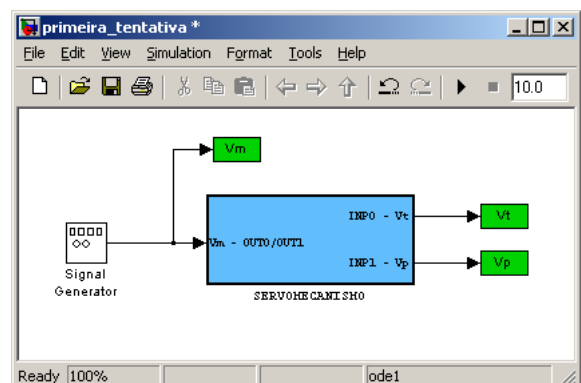 primeira_tentativa *
File Edit View Simulation Format Tools Help
10.0
Vm
INP0 - Vt
Vt
Vm - OUT0/OUT1
INP1 - Vp
Vp
Signal
Generator
SERVOMECANISMO
Ready 100% ode1